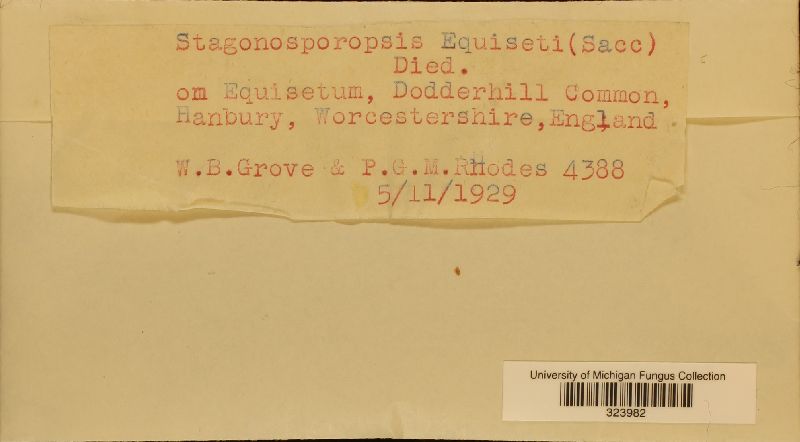 Stagonosporopsis Equiseti(Sacc)
Died.
om Equisetum, Dodderhill Common,
Hanbury, Worcestershire,England
W.B.Grove & P.G.M.RHodes 4388
5/11/1929
University of Michigan Fungus Collection
323982